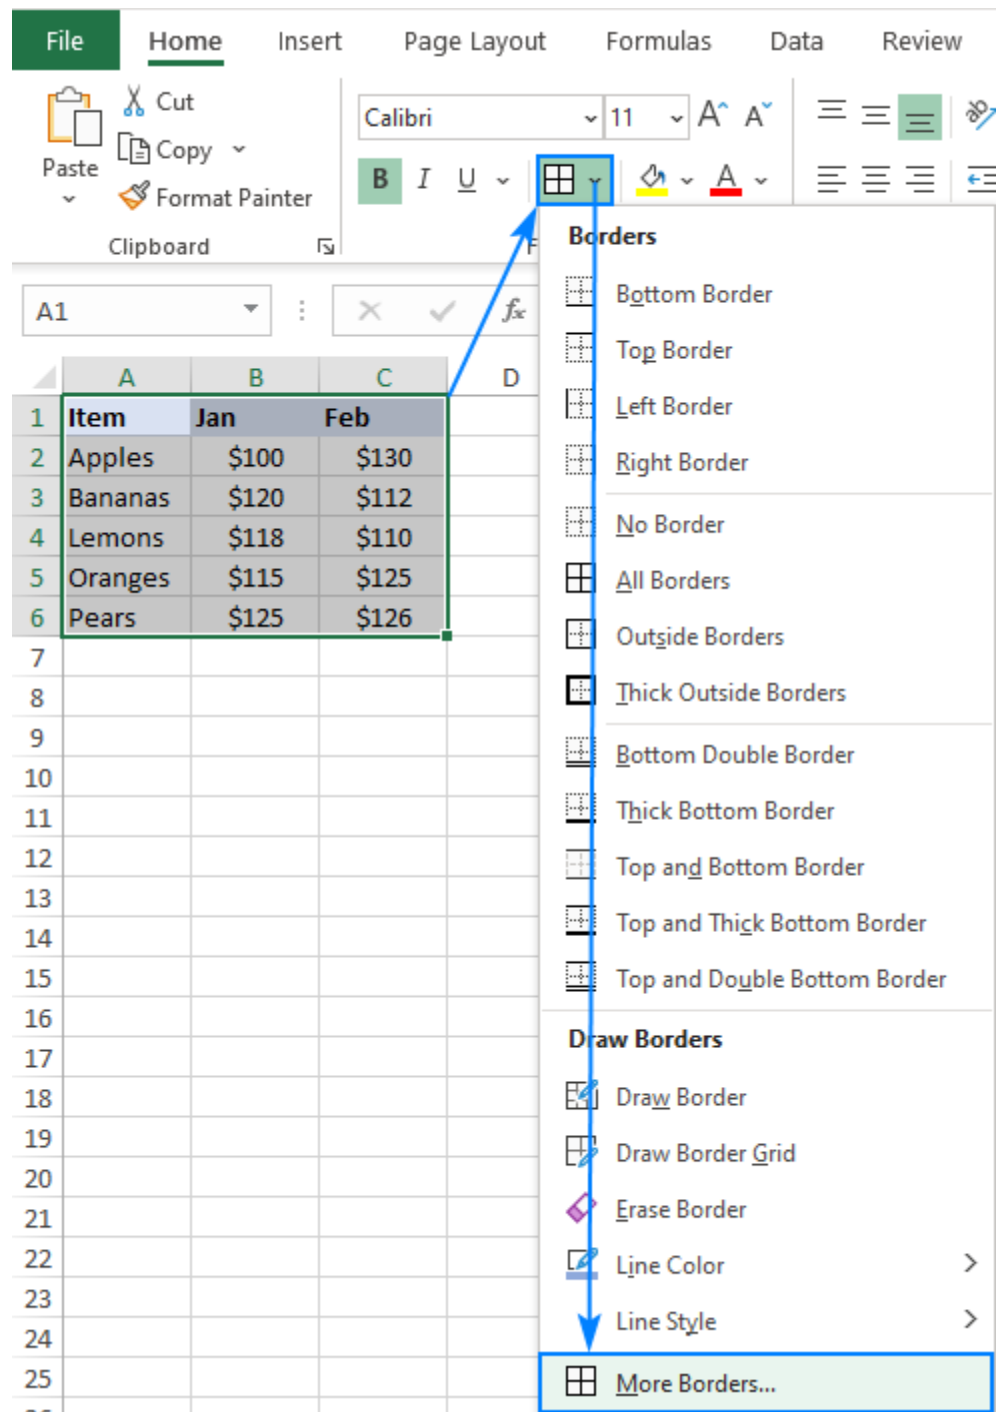 File Home Insert Page Layout Formulas Data Review
Cut
Calibri 11 A A ab
Copy
Paste
B I U A
Format Painter
Clipboard
Borders
A1 fx
Bottom Border
Top Border
Left Border
Right Border
No Border
All Borders
Outside Borders
Thick Outside Borders
Bottom Double Border
Thick Bottom Border
Top and Bottom Border
Top and Thick Bottom Border
Top and Double Bottom Border
Draw Borders
Draw Border
Draw Border Grid
Erase Border
Line Color
Line Style
More Borders...
A B C D
1 Item Jan Feb
2 Apples $100 $130
3 Bananas $120 $112
4 Lemons $118 $110
5 Oranges $115 $125
6 Pears $125 $126
7
8
9
10
11
12
13
14
15
16
17
18
19
20
21
22
23
24
25